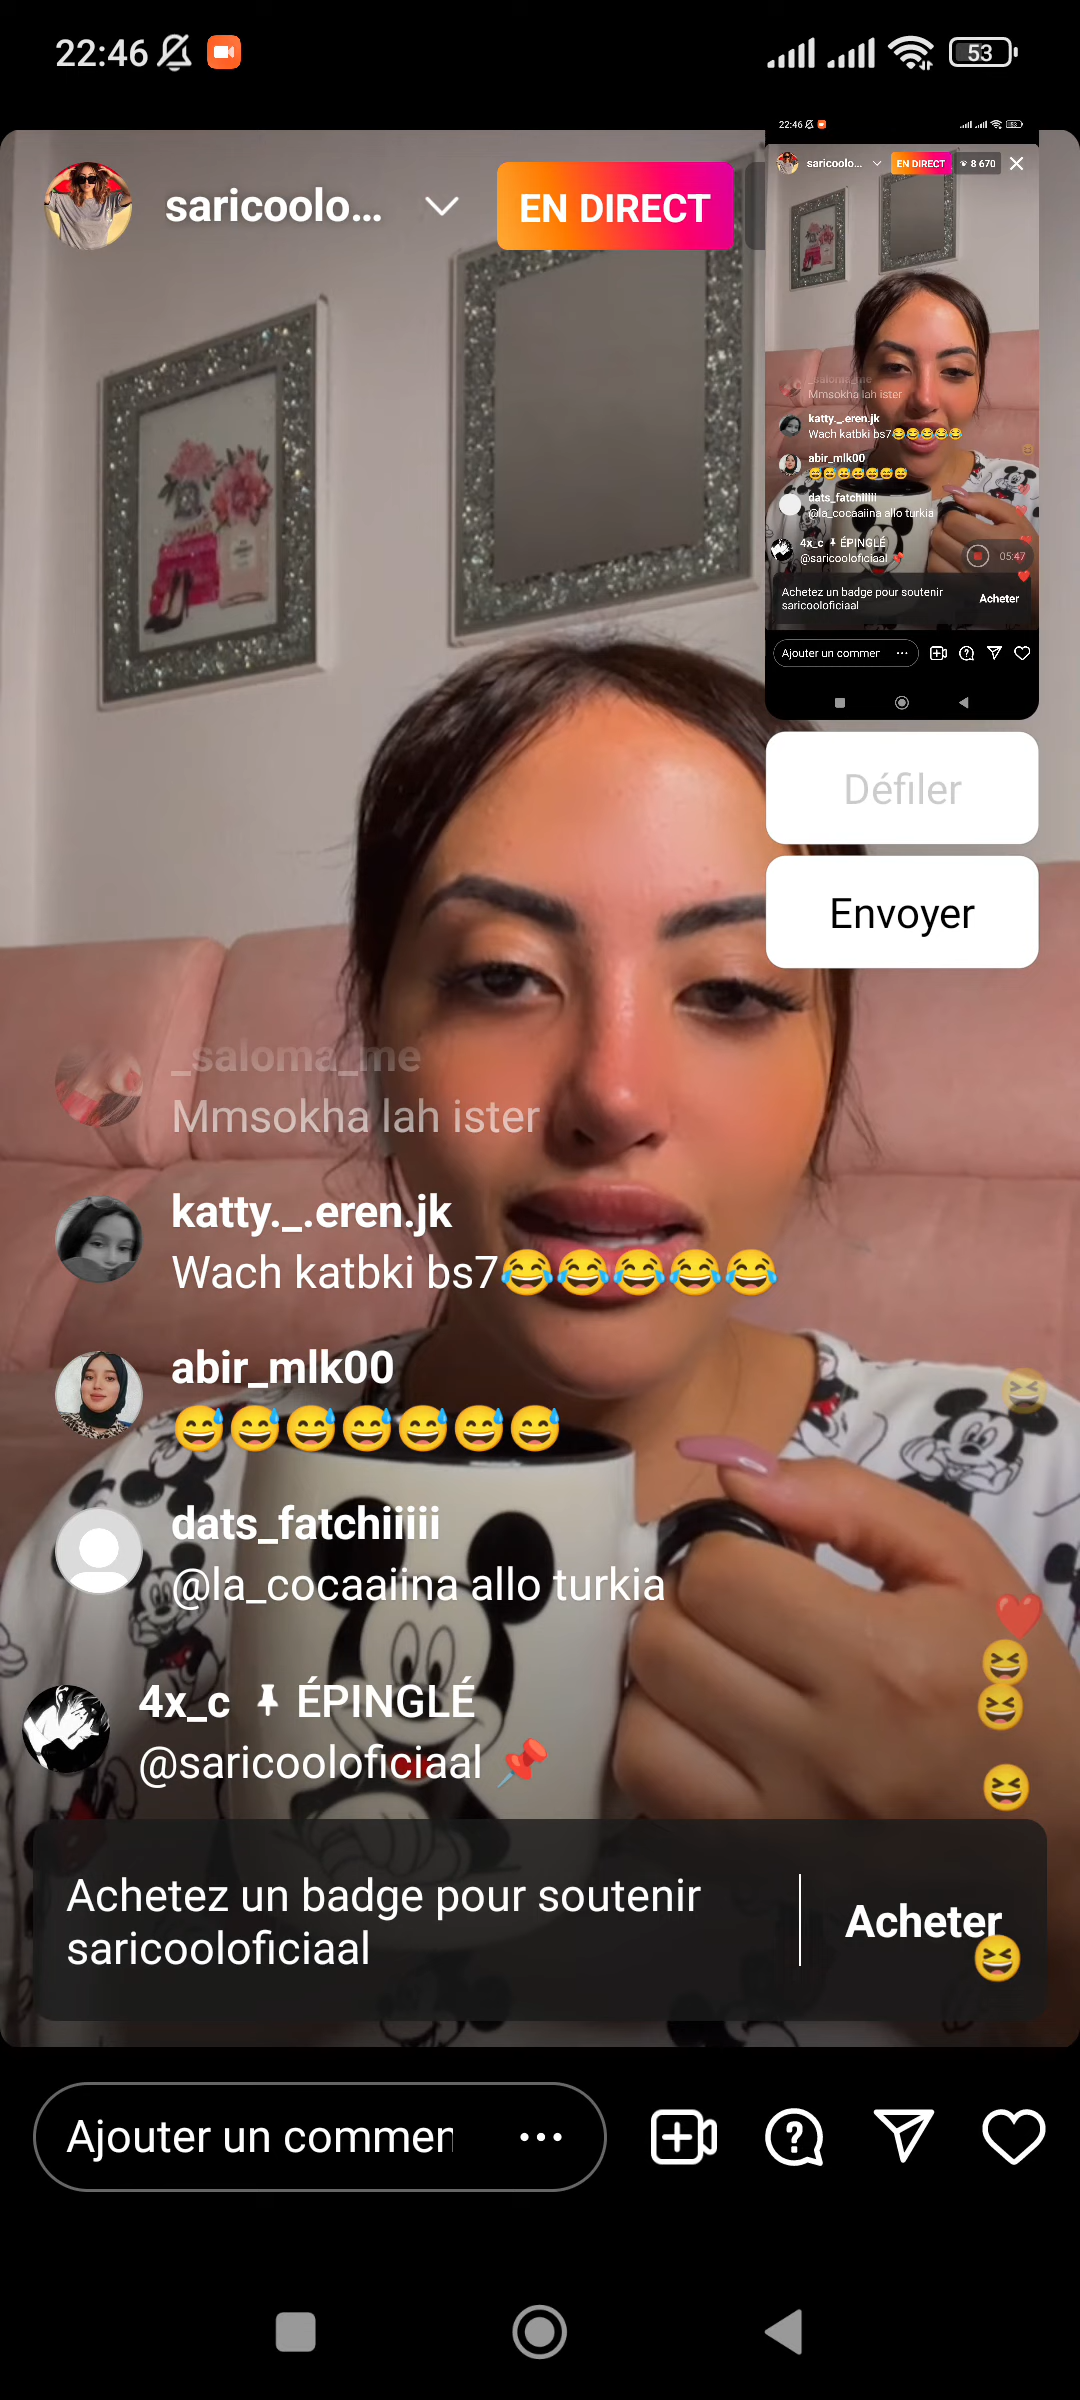 22:46
53
saricoolo...
EN DIRECT
22:46
53
saricoolo...
EN DIRECT
8 670
_saloma_me
Mmsokha lah ister
katty._.eren.jk
Wach katbki bs7😂😂😂😂😂
abir_mlk00
😅😅😅😅😅😅😅
dats_fatchiiiii
@la_cocaaiina allo turkia
4x_c ÉPINGLÉ
@saricooloficiaal 📌
05:47
Achetez un badge pour soutenir
saricooloficiaal
Acheter
Ajouter un commer
Défiler
Envoyer
_saloma_me
Mmsokha lah ister
katty._.eren.jk
Wach katbki bs7😂😂😂😂😂
abir_mlk00
😅😅😅😅😅😅😅
dats_fatchiiiii
@la_cocaaiina allo turkia
4x_c ÉPINGLÉ
@saricooloficiaal 📌
Achetez un badge pour soutenir
saricooloficiaal
Acheter
Ajouter un commen